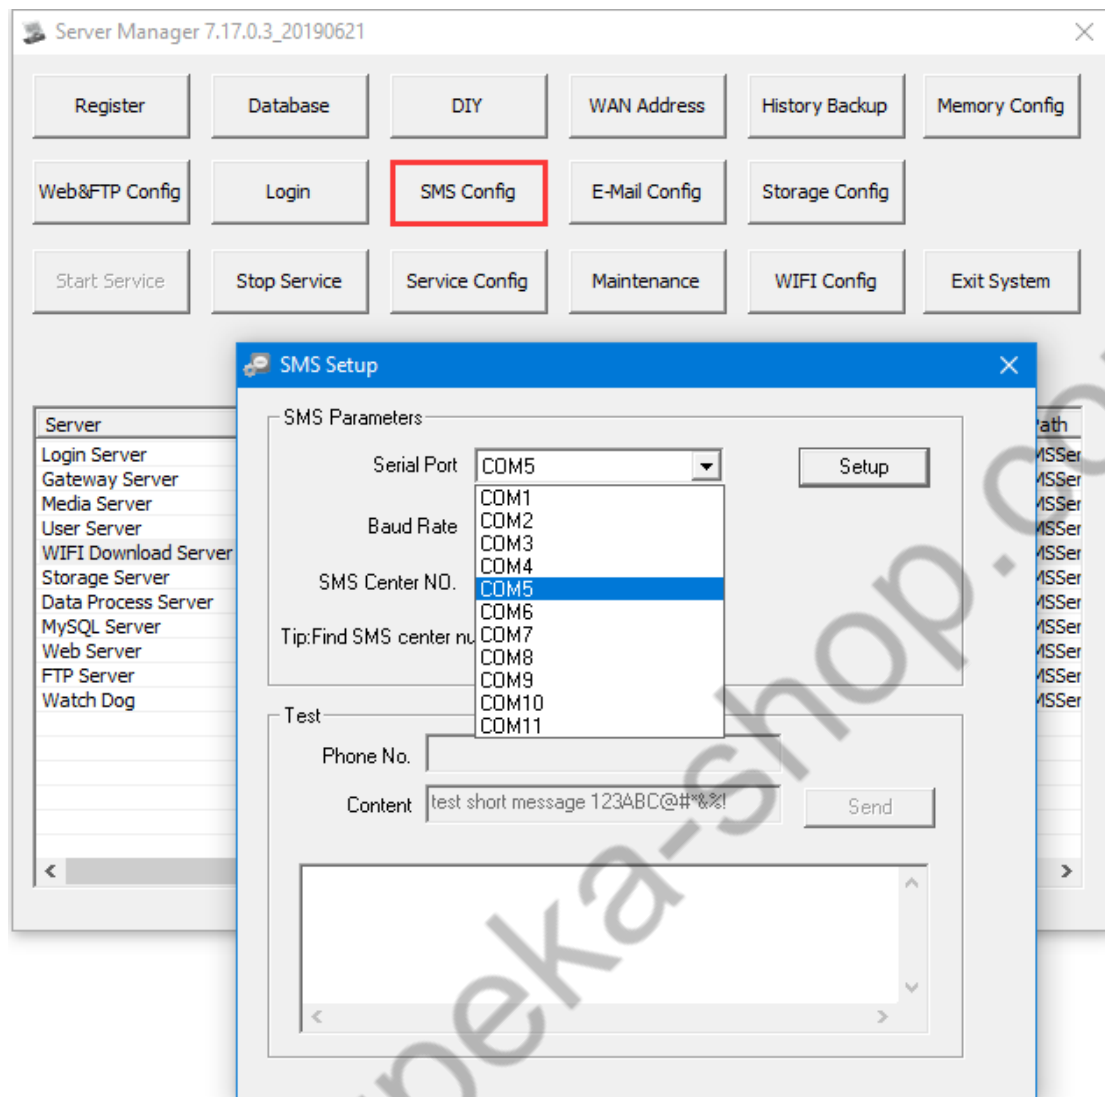 Server Manager 7.17.0.3_20190621
Register Database DIY WAN Address History Backup Memory Config
Web&FTP Config Login SMS Config E-Mail Config Storage Config
Start Service Stop Service Service Config Maintenance WIFI Config Exit System
SMS Setup
SMS Parameters
Serial Port COM5 Setup
COM1
COM2
Baud Rate
COM3
COM4
SMS Center NO.
COM5
COM6
Tip:Find SMS center nu
COM7
COM8
COM9
COM10
COM11
Test
Phone No.
Content test short message 123ABC@#*&%! Send
Server
Login Server
Gateway Server
Media Server
User Server
WIFI Download Server
Storage Server
Data Process Server
MySQL Server
Web Server
FTP Server
Watch Dog
peka-shop.co